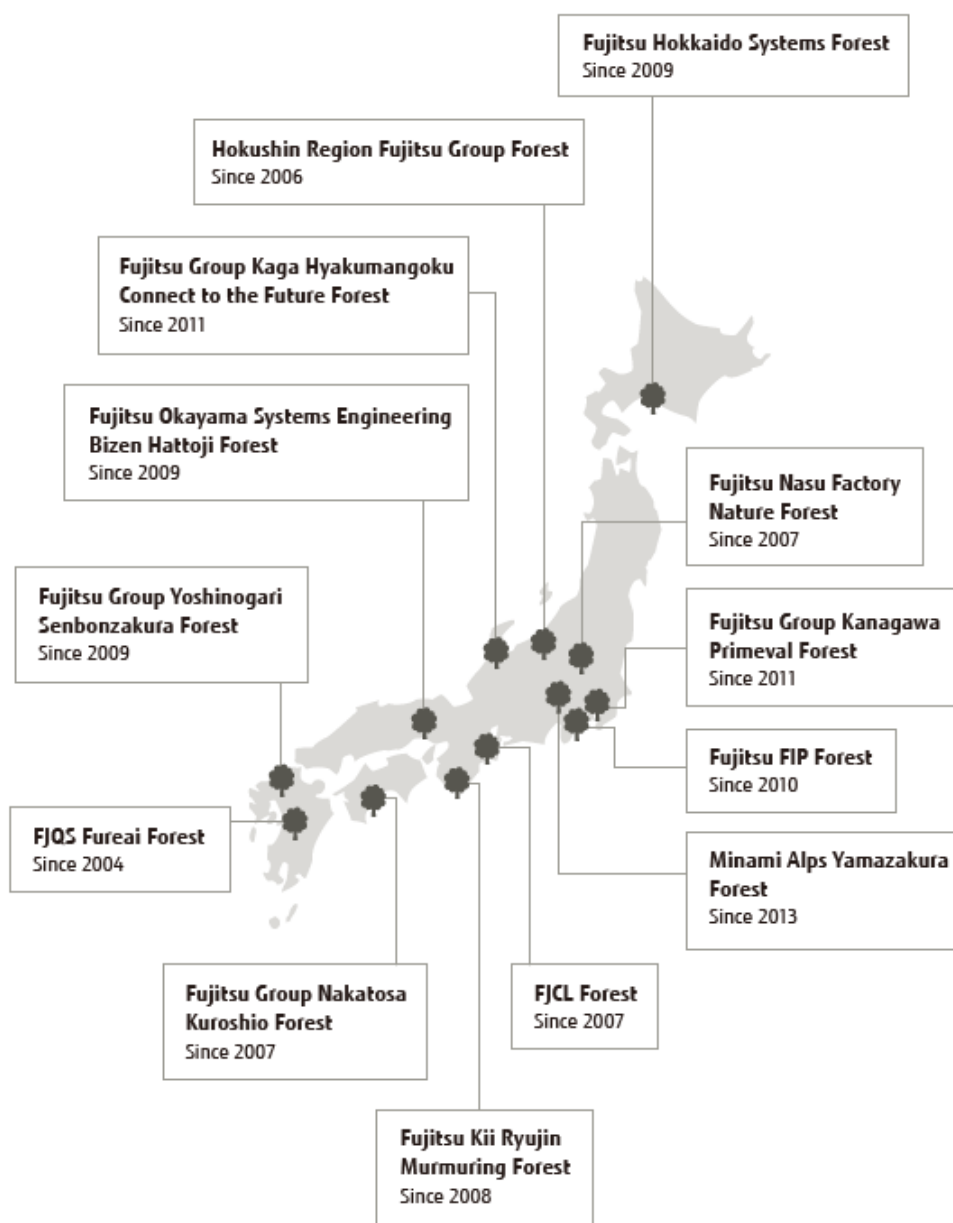 Fujitsu Hokkaido Systems Forest
Since 2009
Hokushin Region Fujitsu Group Forest
Since 2006
Fujitsu Group Kaga Hyakumangoku
Connect to the Future Forest
Since 2011
Fujitsu Okayama Systems Engineering
Bizen Hattoji Forest
Since 2009
Fujitsu Nasu Factory
Nature Forest
Since 2007
Fujitsu Group Yoshinogari
Senbonzakura Forest
Since 2009
Fujitsu Group Kanagawa
Primeval Forest
Since 2011
Fujitsu FIP Forest
Since 2010
FJQS Fureai Forest
Since 2004
Minami Alps Yamazakura
Forest
Since 2013
Fujitsu Group Nakatosa
Kuroshio Forest
Since 2007
FJCL Forest
Since 2007
Fujitsu Kii Ryujin
Murmuring Forest
Since 2008